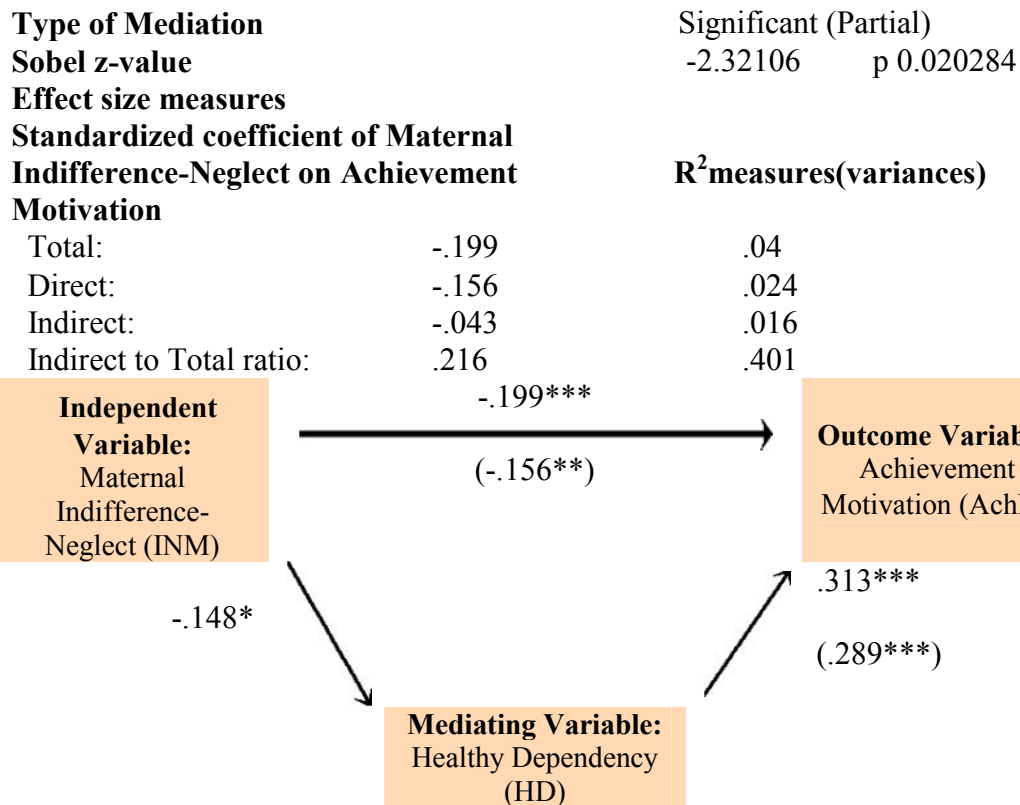 Type of Mediation Significant (Partial)
Sobel z-value -2.32106 p 0.020284
Effect size measures
Standardized coefficient of Maternal
Indifference-Neglect on Achievement R²measures(variances)
Motivation
Total: -.199 .04
Direct: -.156 .024
Indirect: -.043 .016
Indirect to Total ratio: .216 .401
Independent
Variable:
Maternal
Indifference-
Neglect (INM)
-.199***
(-.156**)
Outcome
Achievement
Motivation
-.148*
.313***
(.289***)
Mediating Variable:
Healthy Dependency
(HD)